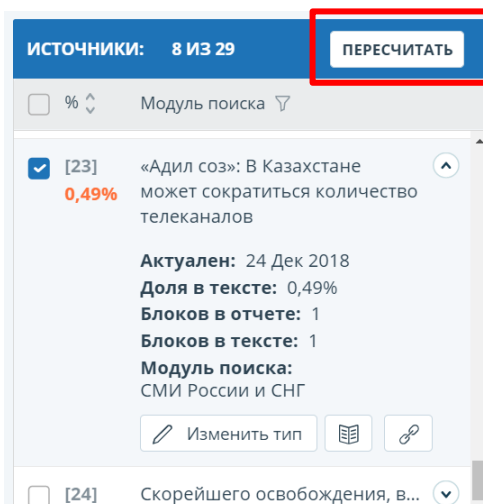 ИСТОЧНИКИ: 8 ИЗ 29 ПЕРЕСЧИТАТЬ
% Модуль поиска
[23] «Адил соз»: В Казахстане
0,49% может сократиться количество
телеканалов
Актуален: 24 Дек 2018
Доля в тексте: 0,49%
Блоков в отчете: 1
Блоков в тексте: 1
Модуль поиска:
СМИ России и СНГ
Изменить тип
[24] Скорейшего освобождения, в...